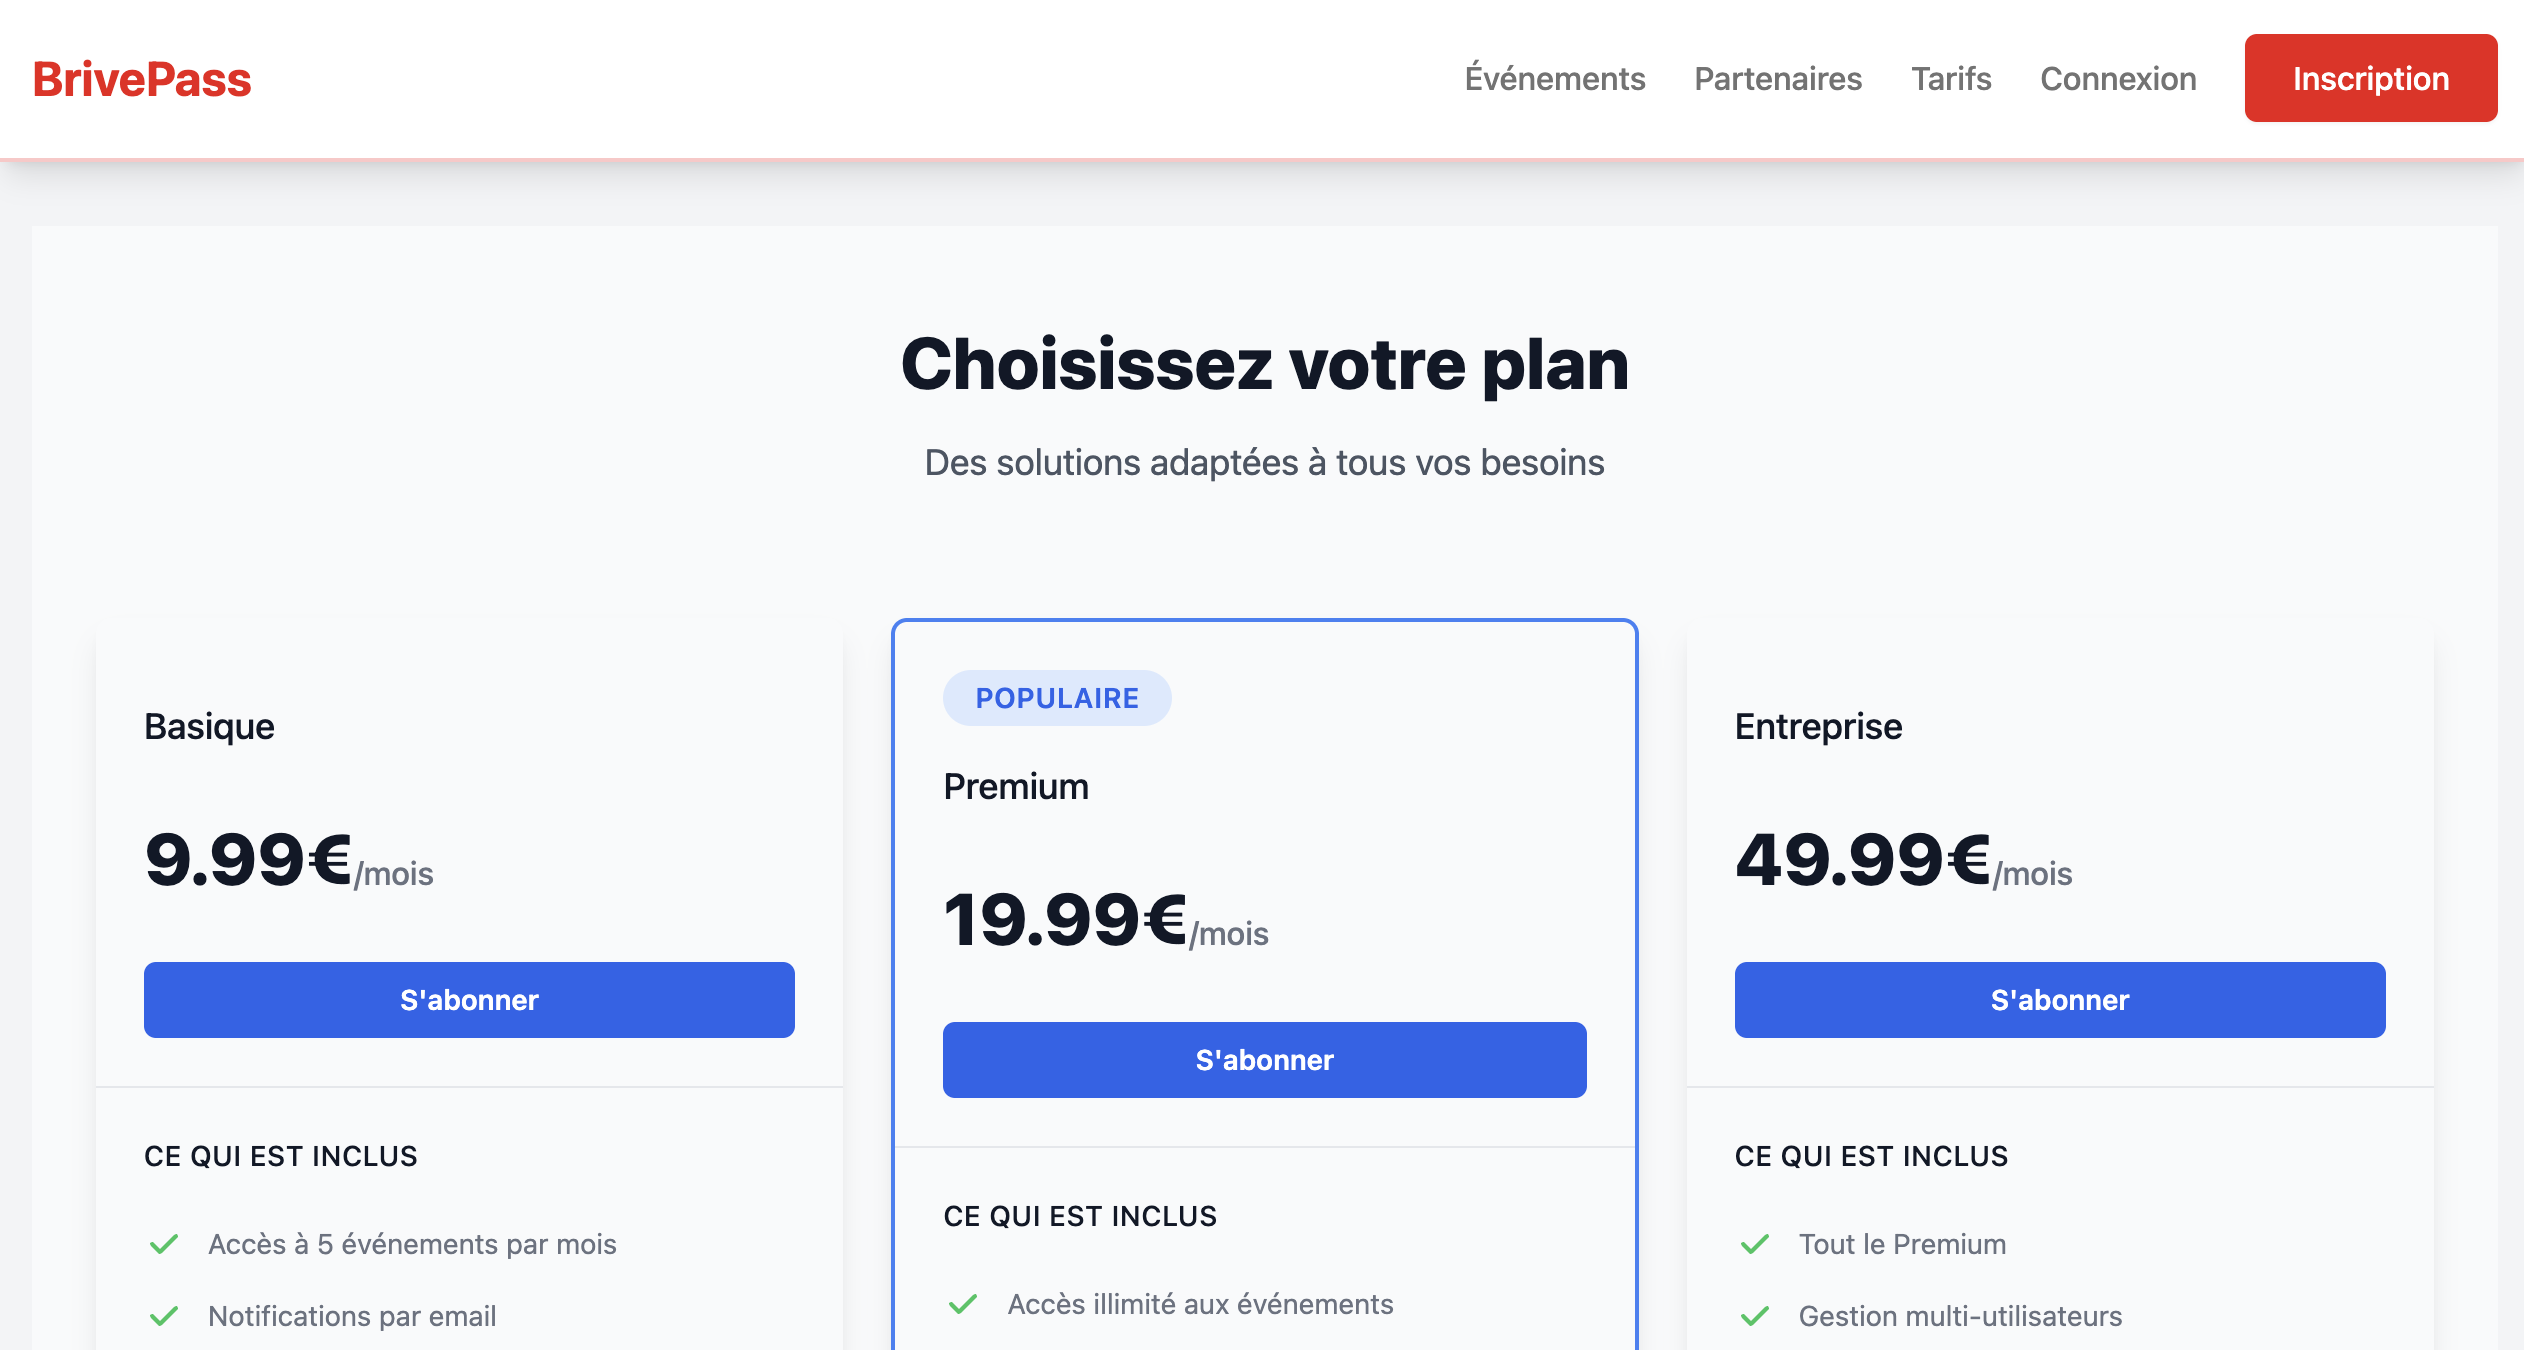 BrivePass
Événements
Partenaires
Tarifs
Connexion
Inscription
Choisissez votre plan
Des solutions adaptées à tous vos besoins
Basique
9.99€/mois
S'abonner
CE QUI EST INCLUS
Accès à 5 événements par mois
Notifications par email
POPULAIRE
Premium
19.99€/mois
S'abonner
CE QUI EST INCLUS
Accès illimité aux événements
Entreprise
49.99€/mois
S'abonner
CE QUI EST INCLUS
Tout le Premium
Gestion multi-utilisateurs